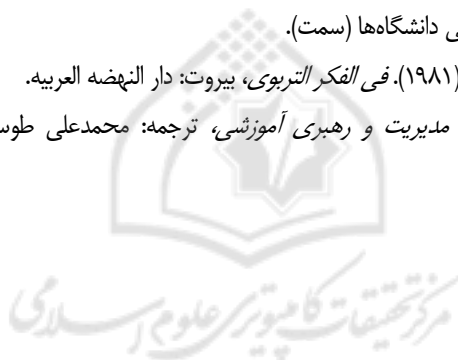 ی دانشگاه‌ها (سمت).
(۱۹۸۱). فی الفکر التربوی، بیروت: دار النهضه العربیه.
مدیریت و رهبری آموزشی، ترجمه: محمدعلی طوس
مرکز تحقیقات کامپیوتری علوم اسلامی